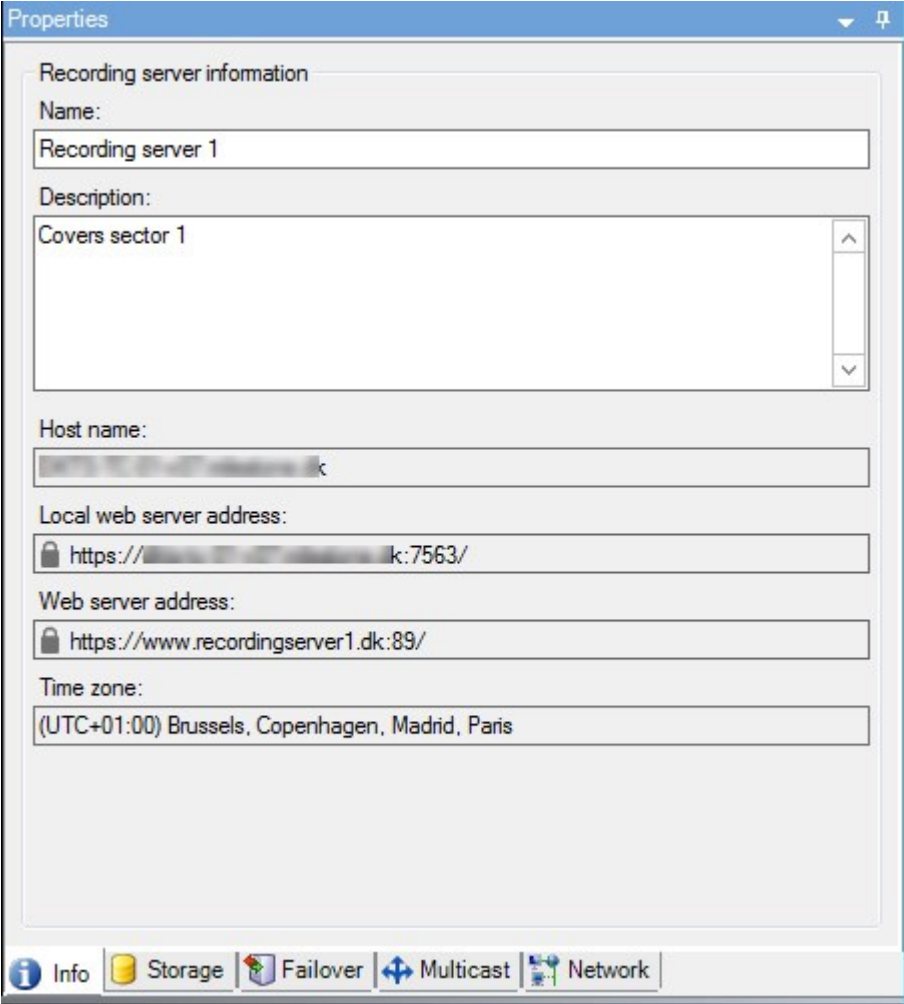 Properties
Recording server information
Name:
Recording server 1
Description:
Covers sector 1
Host name:
Local web server address:
https:// k:7563/
Web server address:
https://www.recordingserver1.dk:89/
Time zone:
(UTC+01:00) Brussels, Copenhagen, Madrid, Paris
Info Storage Failover Multicast Network